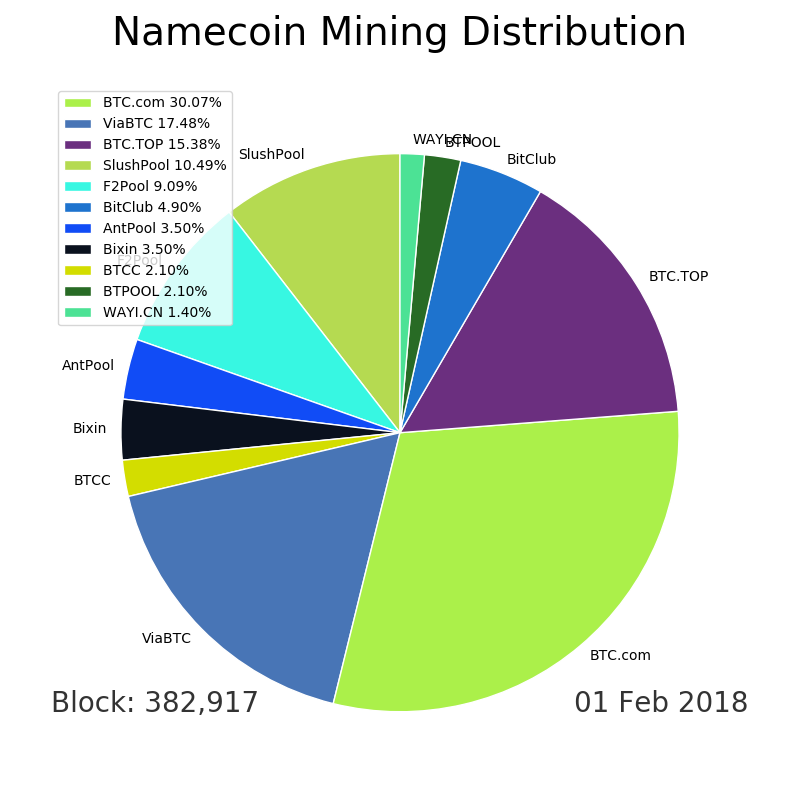 Namecoin Mining Distribution
BTC.com 30.07%
ViaBTC 17.48%
BTC.TOP 15.38%
SlushPool 10.49%
F2Pool 9.09%
BitClub 4.90%
AntPool 3.50%
Bixin 3.50%
BTCC 2.10%
BTPOOL 2.10%
WAYI.CN 1.40%
WAYI.CN
BTPOOL
BitClub
SlushPool
F2Pool
BTC.TOP
AntPool
Bixin
BTCC
ViaBTC
BTC.com
Block: 382,917
01 Feb 2018